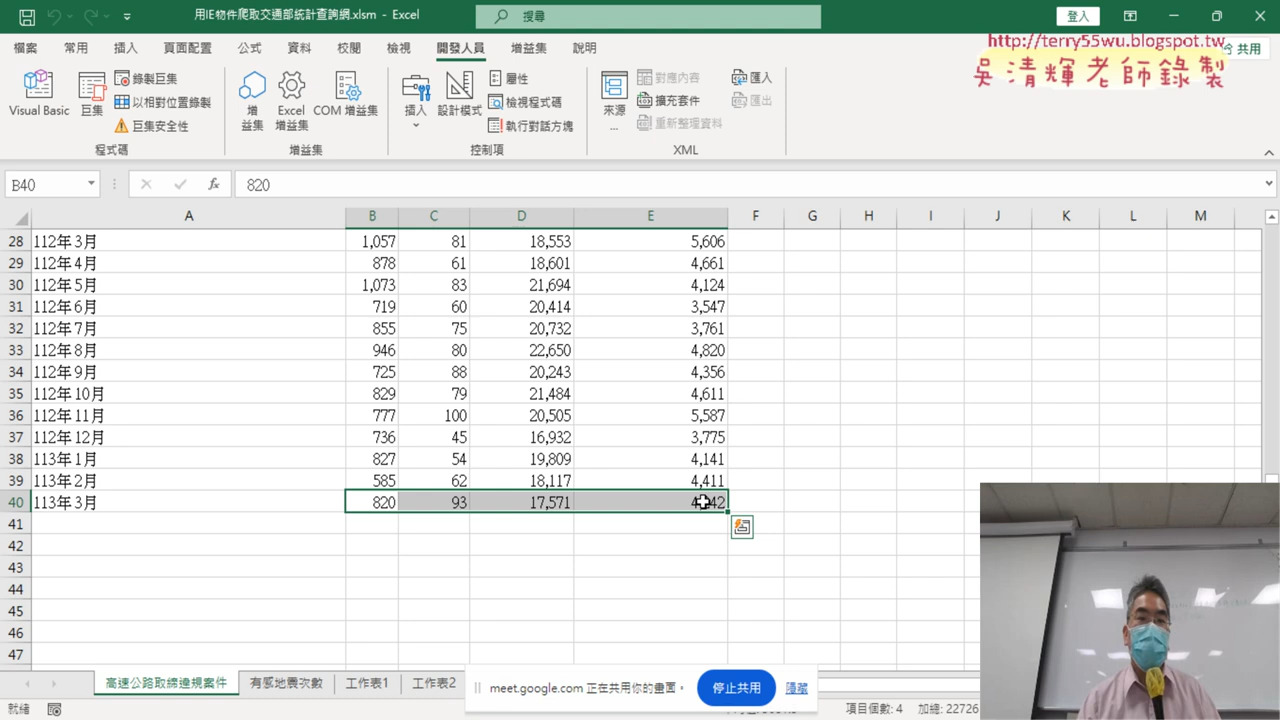 用IE物件爬取交通部統計查詢網.xlsm - Excel
搜尋
登入
檔案 常用 插入 頁面配置 公式 資料 校閱 檢視 開發人員 增益集 說明
共用
http://terry55wu.blogspot.tw
吳清輝老師錄製
Visual Basic
巨集
錄製巨集
以相對位置錄製
巨集安全性
程式碼
增益集
Excel 增益集
COM 增益集
增益集
插入
設計模式
屬性
檢視程式碼
執行對話方塊
控制項
來源
...
對應內容
擴充套件
重新整理資料
匯入
匯出
XML
B40
fx
820
A B C D E F G H I J K L M
28 112年 3月 1,057 81 18,553 5,606
29 112年 4月 878 61 18,601 4,661
30 112年 5月 1,073 83 21,694 4,124
31 112年 6月 719 60 20,414 3,547
32 112年 7月 855 75 20,732 3,761
33 112年 8月 946 80 22,650 4,820
34 112年 9月 725 88 20,243 4,356
35 112年 10月 829 79 21,484 4,611
36 112年 11月 777 100 20,505 5,587
37 112年 12月 736 45 16,932 3,775
38 113年 1月 827 54 19,809 4,141
39 113年 2月 585 62 18,117 4,411
40 113年 3月 820 93 17,571
41
42
43
44
45
46
47
高速公路取締違規案件 有感地震次數 工作表1 工作表2
meet.google.com 正在共用你的畫面。
停止共用
隱藏
就緒
項目個數: 4 加總: 22726